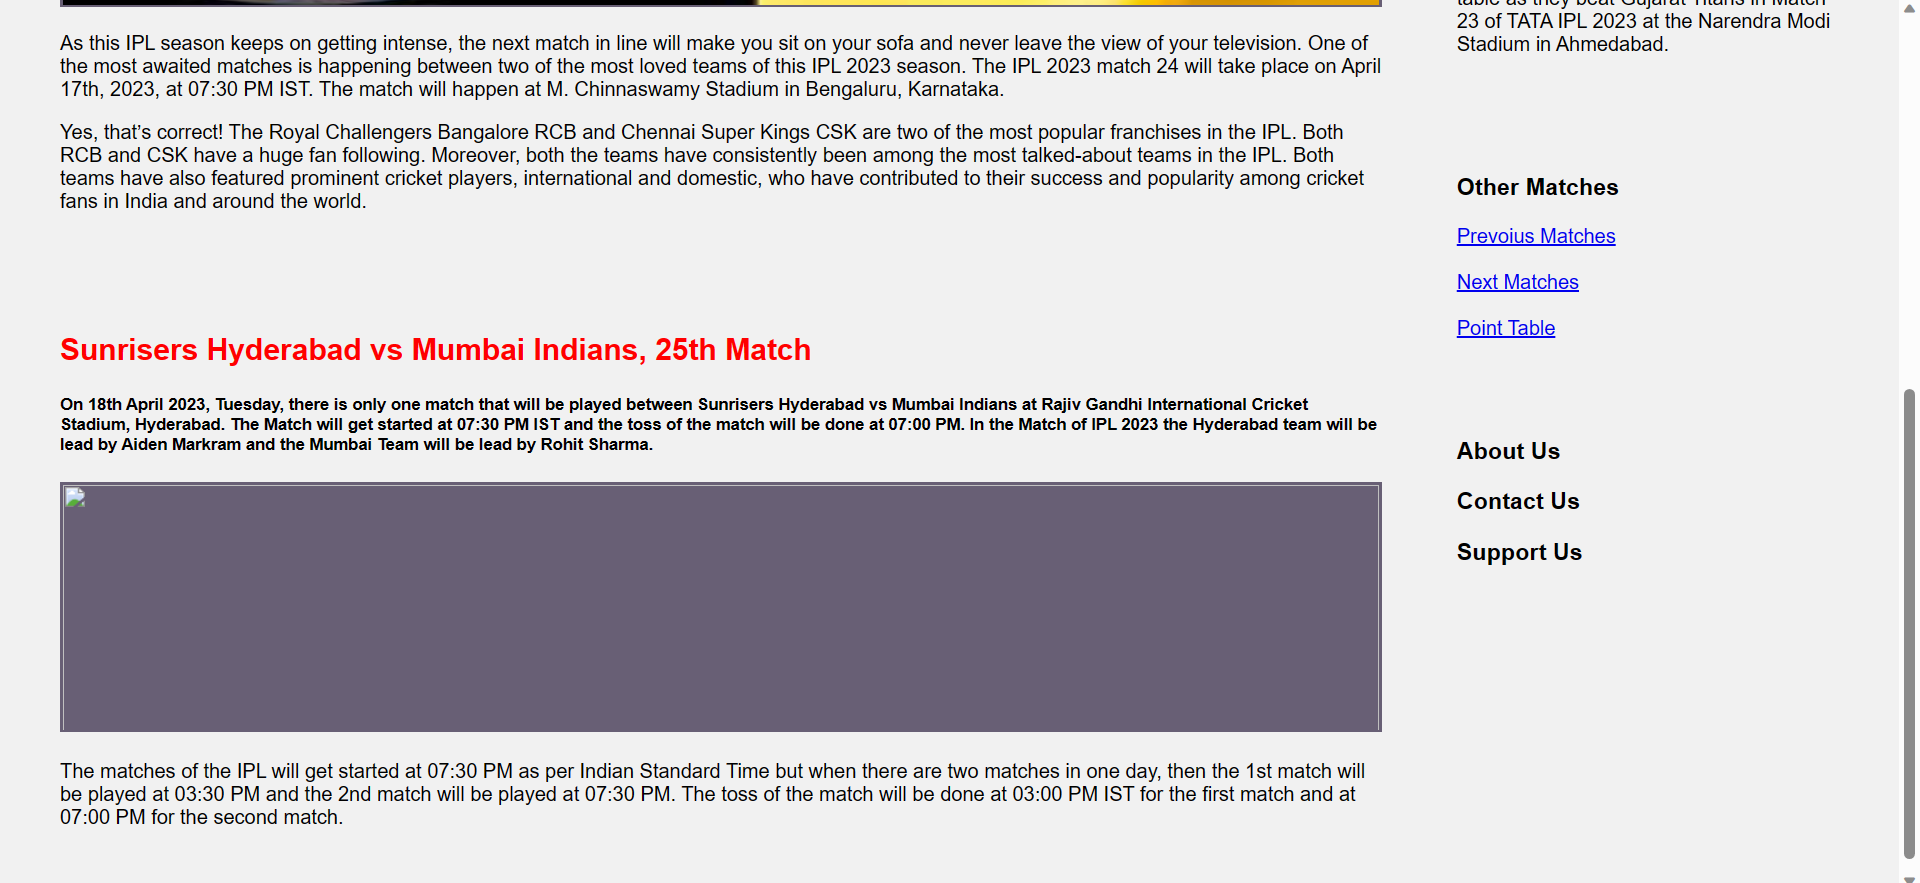 As this IPL season keeps on getting intense, the next match in line will make you sit on your sofa and never leave the view of your television. One of
the most awaited matches is happening between two of the most loved teams of this IPL 2023 season. The IPL 2023 match 24 will take place on April
17th, 2023, at 07:30 PM IST. The match will happen at M. Chinnaswamy Stadium in Bengaluru, Karnataka.
Yes, that’s correct! The Royal Challengers Bangalore RCB and Chennai Super Kings CSK are two of the most popular franchises in the IPL. Both
RCB and CSK have a huge fan following. Moreover, both the teams have consistently been among the most talked-about teams in the IPL. Both
teams have also featured prominent cricket players, international and domestic, who have contributed to their success and popularity among cricket
fans in India and around the world.
Sunrisers Hyderabad vs Mumbai Indians, 25th Match
On 18th April 2023, Tuesday, there is only one match that will be played between Sunrisers Hyderabad vs Mumbai Indians at Rajiv Gandhi International Cricket
Stadium, Hyderabad. The Match will get started at 07:30 PM IST and the toss of the match will be done at 07:00 PM. In the Match of IPL 2023 the Hyderabad team will be
lead by Aiden Markram and the Mumbai Team will be lead by Rohit Sharma.
The matches of the IPL will get started at 07:30 PM as per Indian Standard Time but when there are two matches in one day, then the 1st match will
be played at 03:30 PM and the 2nd match will be played at 07:30 PM. The toss of the match will be done at 03:00 PM IST for the first match and at
07:00 PM for the second match.
table as they beat Gujarat Titans in Match
23 of TATA IPL 2023 at the Narendra Modi
Stadium in Ahmedabad.
Other Matches
Prevoius Matches
Next Matches
Point Table
About Us
Contact Us
Support Us